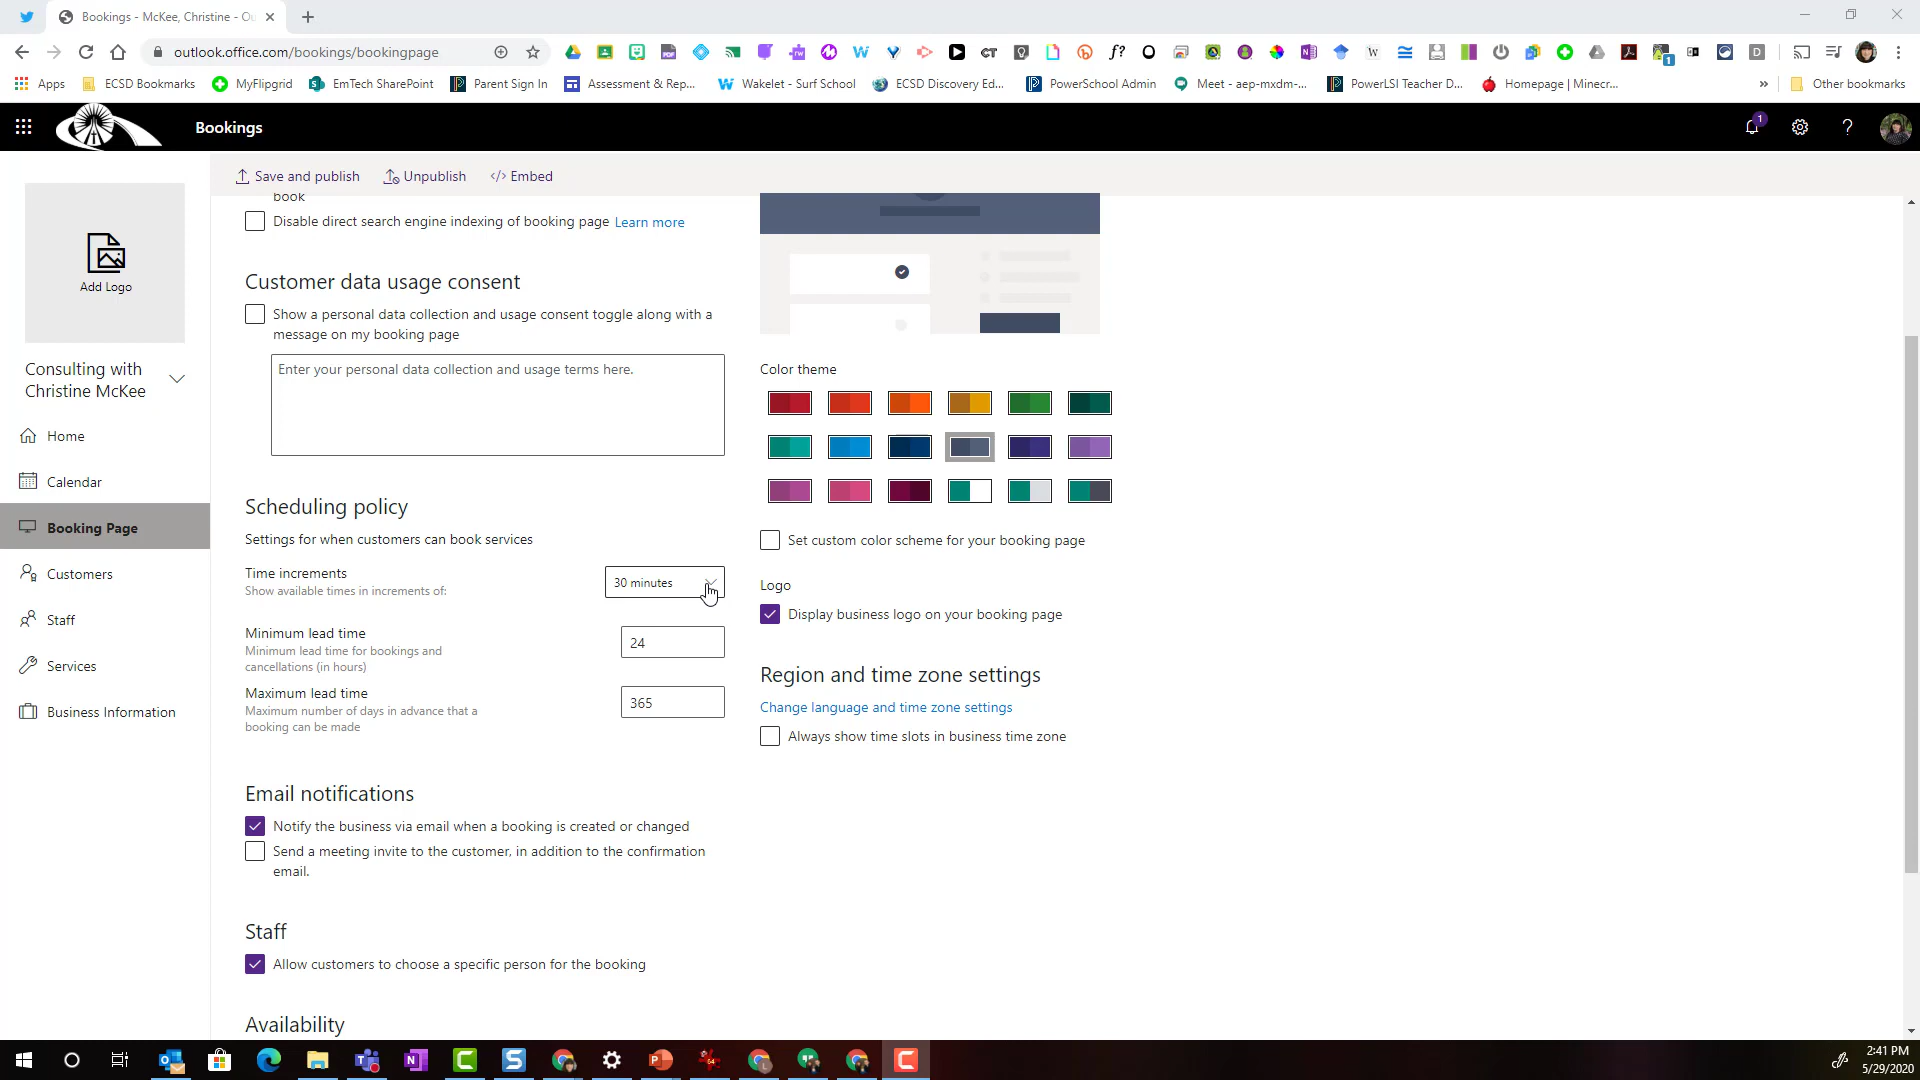 Bookings - McKee, Christine - Ou
outlook.office.com/bookings/bookingpage
Apps
ECSD Bookmarks
MyFlipgrid
EmTech SharePoint
Parent Sign In
Assessment & Rep...
Wakelet - Surf School
ECSD Discovery Ed...
PowerSchool Admin
Meet - aep-mxdm-...
PowerLSI Teacher D...
Homepage | Minecr...
Other bookmarks
Bookings
1
Save and publish
Unpublish
Embed
book
Disable direct search engine indexing of booking page Learn more
Add Logo
Consulting with
Christine McKee
Home
Calendar
Booking Page
Customers
Staff
Services
Business Information
Customer data usage consent
Show a personal data collection and usage consent toggle along with a
message on my booking page
Enter your personal data collection and usage terms here.
Scheduling policy
Settings for when customers can book services
Time increments
Show available times in increments of:
30 minutes
Minimum lead time
Minimum lead time for bookings and
cancellations (in hours)
24
Maximum lead time
Maximum number of days in advance that a
booking can be made
365
Email notifications
Notify the business via email when a booking is created or changed
Send a meeting invite to the customer, in addition to the confirmation
email.
Staff
Allow customers to choose a specific person for the booking
Availability
Color theme
Set custom color scheme for your booking page
Logo
Display business logo on your booking page
Region and time zone settings
Change language and time zone settings
Always show time slots in business time zone
2:41 PM
5/29/2020